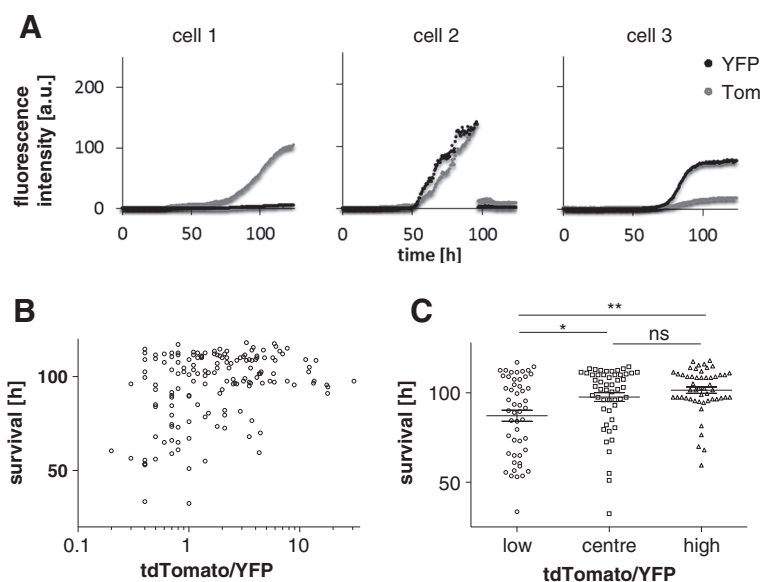 A
cell 1
cell 2
cell 3
YFP
Tom
fluorescence
intensity [a.u.]
200
100
0
0 50 100
0 50 100
0 50 100
time [h]
B
survival [h]
100
50
0.1 1 10
tdTomato/YFP
C
**
*
ns
survival [h]
100
50
low centre high
tdTomato/YFP